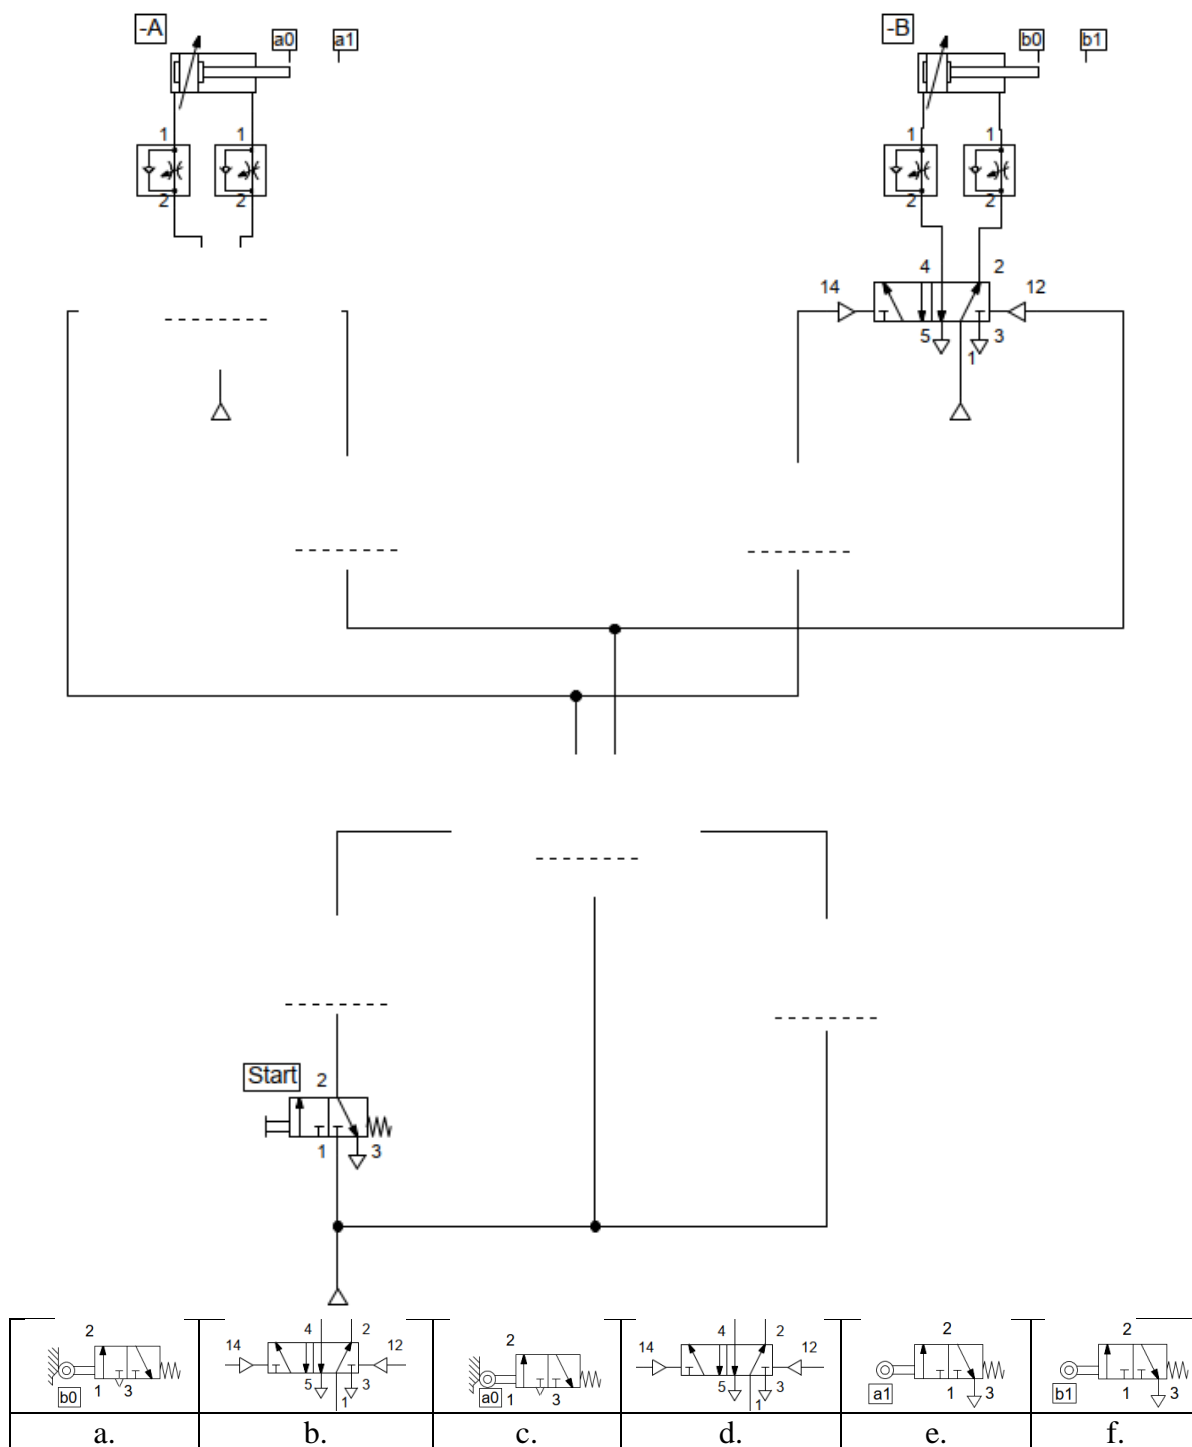 -A a0 a1 -B b0 b1
1 1 1 1
2 2 2 2
4 2
14 12
5 1 3
Start 2
1 3
2 14 4 2 12 2 14 4 2 12 2 2
b0 1 3 5 1 3 a0 1 3 5 1 3 a1 1 3 b1 1 3
a. b. c. d. e. f.